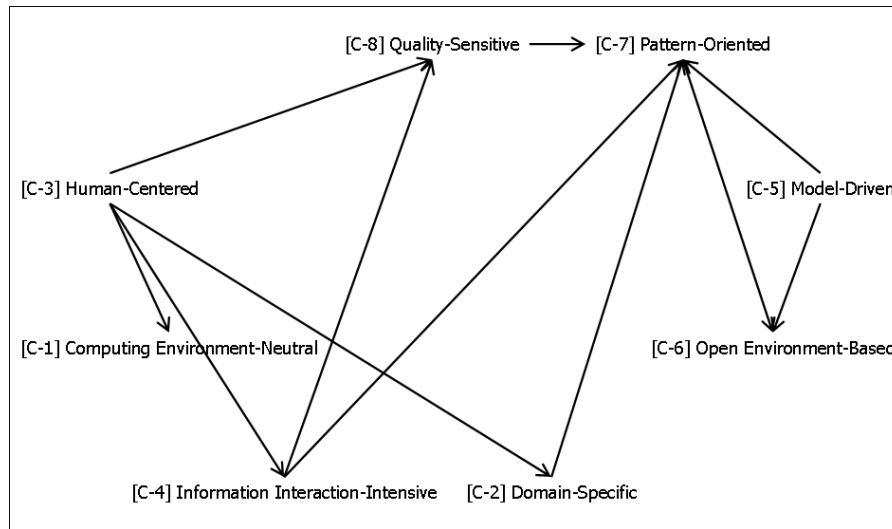 [C-8] Quality-Sensitive
[C-7] Pattern-Oriented
[C-3] Human-Centered
[C-5] Model-Driven
[C-1] Computing Environment-Neutral
[C-6] Open Environment-Based
[C-4] Information Interaction-Intensive
[C-2] Domain-Specific